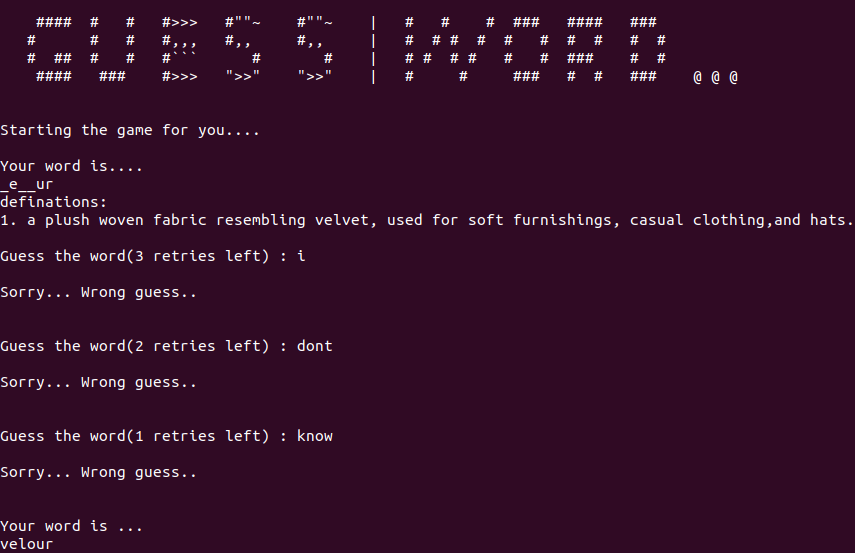 GUESS | WORD @ @ @
Starting the game for you....
Your word is....
_e__ur
definations:
1. a plush woven fabric resembling velvet, used for soft furnishings, casual clothing,and hats.
Guess the word(3 retries left) : i
Sorry... Wrong guess..
Guess the word(2 retries left) : dont
Sorry... Wrong guess..
Guess the word(1 retries left) : know
Sorry... Wrong guess..
Your word is ...
velour